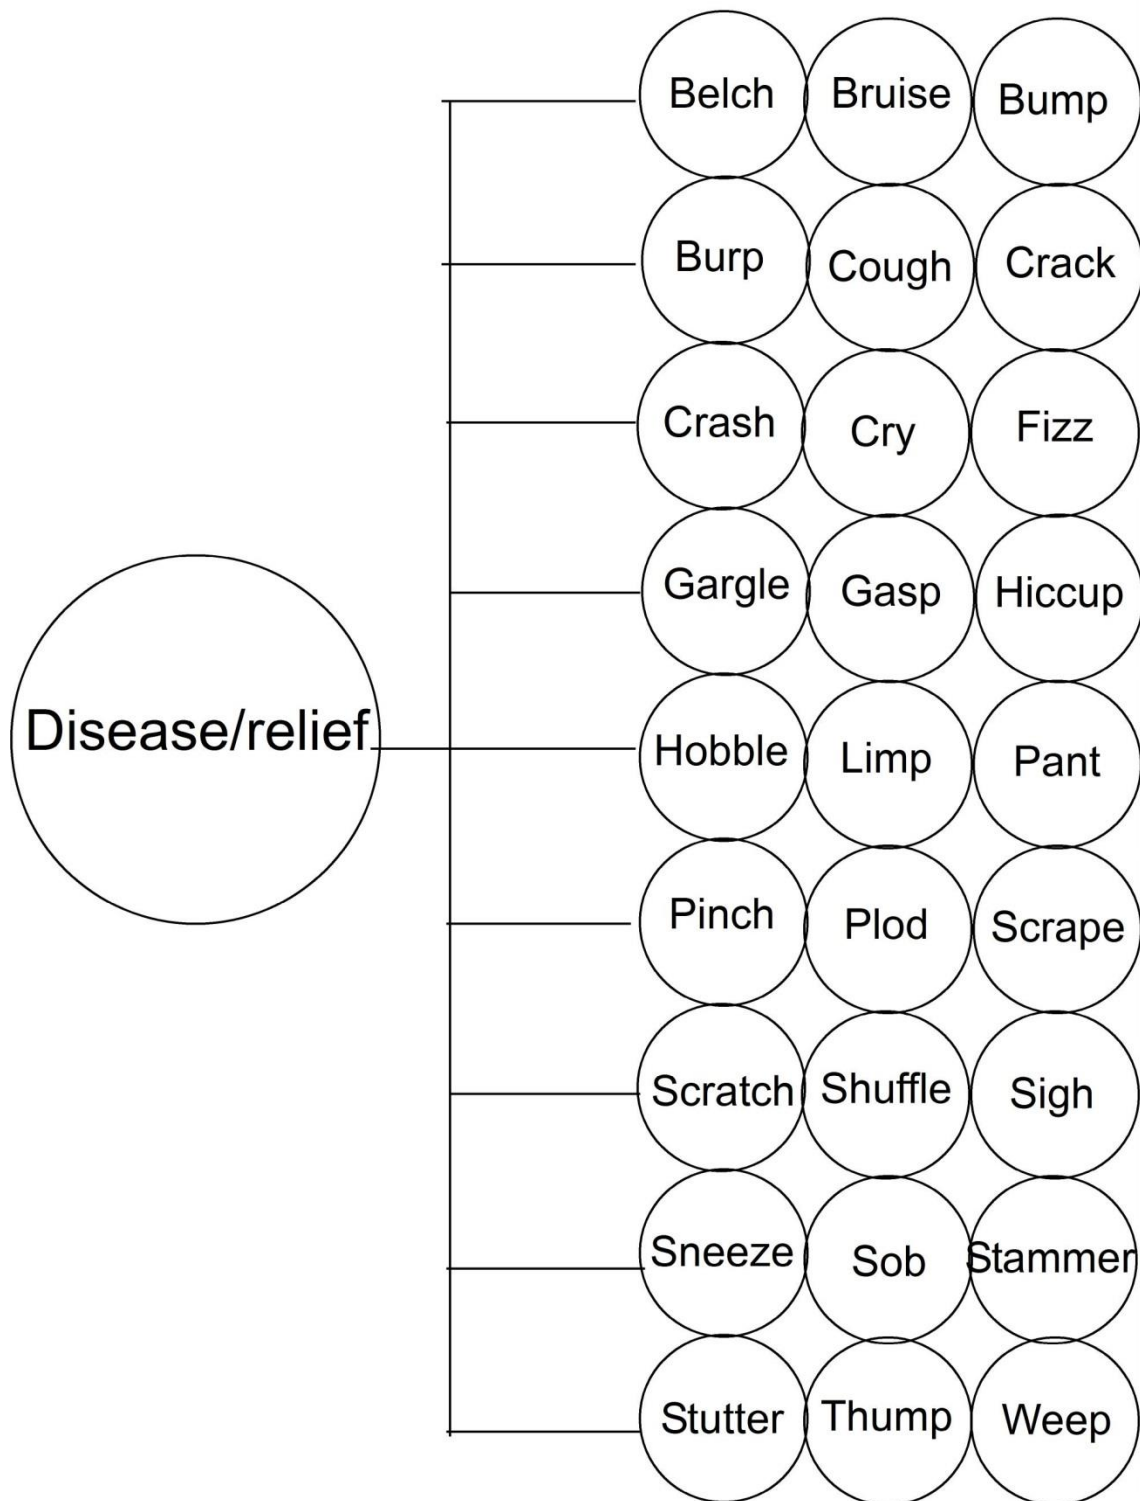 Belch Bruise Bump
Burp Cough Crack
Crash Cry Fizz
Gargle Gasp Hiccup
Disease/relief
Hobble Limp Pant
Pinch Plod Scrape
Scratch Shuffle Sigh
Sneeze Sob Stammer
Stutter Thump Weep